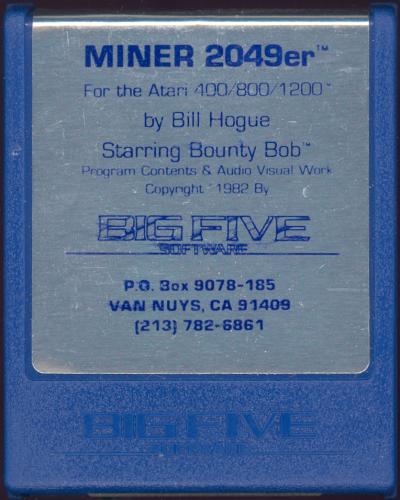 MINER 2049er™
For the Atari 400/800/1200™
by Bill Hogue
Starring Bounty Bob™
Program Contents & Audio Visual Work
Copyright 1982 By
BIG FIVE
SOFTWARE
P.O. Box 9078-185
VAN NUYS, CA 91409
(213) 782-6861
BIG FIVE
SOFTWARE